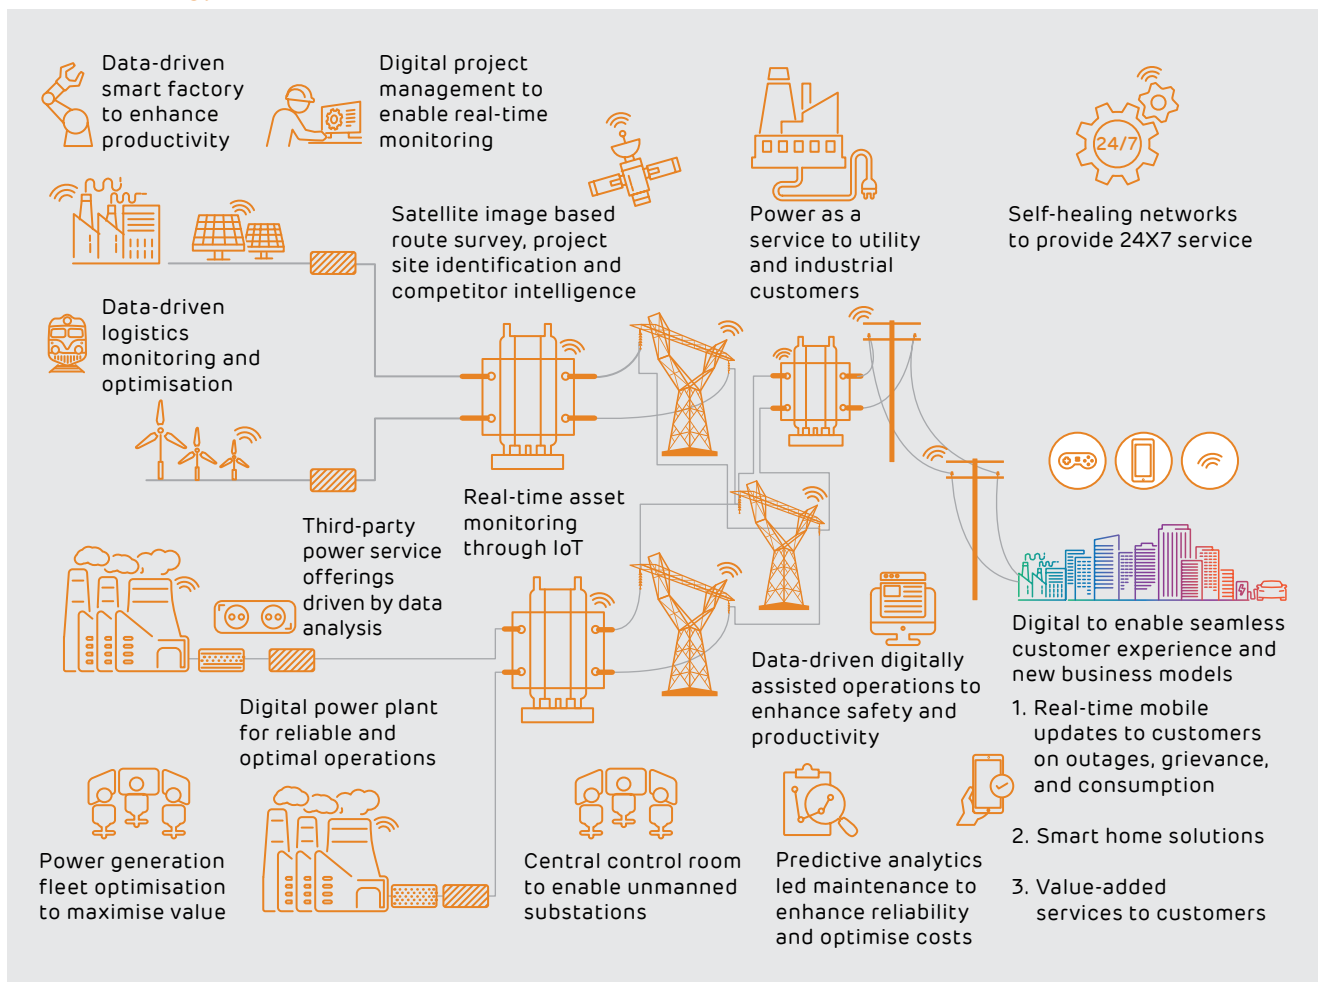 Data-driven
smart factory
to enhance
productivity
Digital project
management to
enable real-time
monitoring
Satellite image based
route survey, project
site identification and
competitor intelligence
Power as a
service to utility
and industrial
customers
24/7
Self-healing networks
to provide 24X7 service
Data-driven
logistics
monitoring and
optimisation
Real-time asset
monitoring
through IoT
Third-party
power service
offerings
driven by data
analysis
Digital power plant
for reliable and
optimal operations
Data-driven digitally
assisted operations to
enhance safety and
productivity
Digital to enable seamless
customer experience and
new business models
1. Real-time mobile
updates to customers
on outages, grievance,
and consumption
2. Smart home solutions
3. Value-added
services to customers
Power generation
fleet optimisation
to maximise value
Central control room
to enable unmanned
substations
Predictive analytics
led maintenance to
enhance reliability
and optimise costs